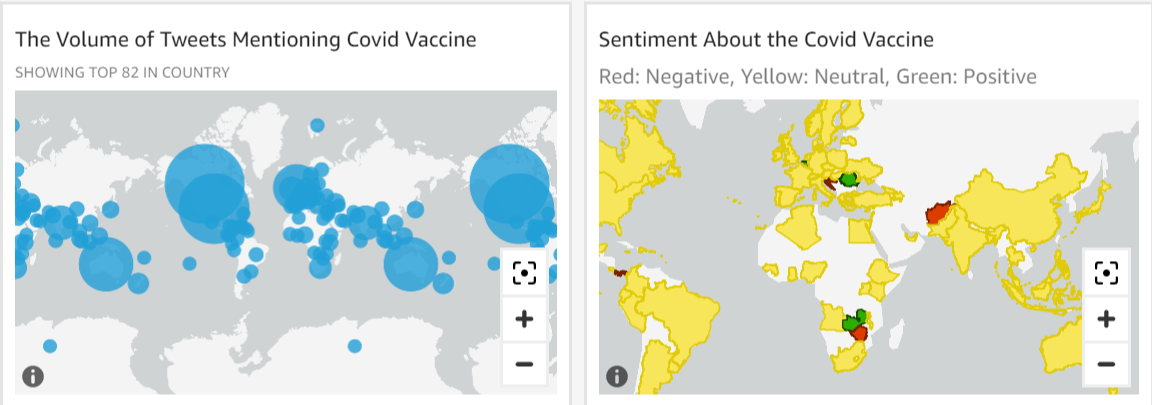 The Volume of Tweets Mentioning Covid Vaccine
SHOWING TOP 82 IN COUNTRY
+
−
i
Sentiment About the Covid Vaccine
Red: Negative, Yellow: Neutral, Green: Positive
+
−
i